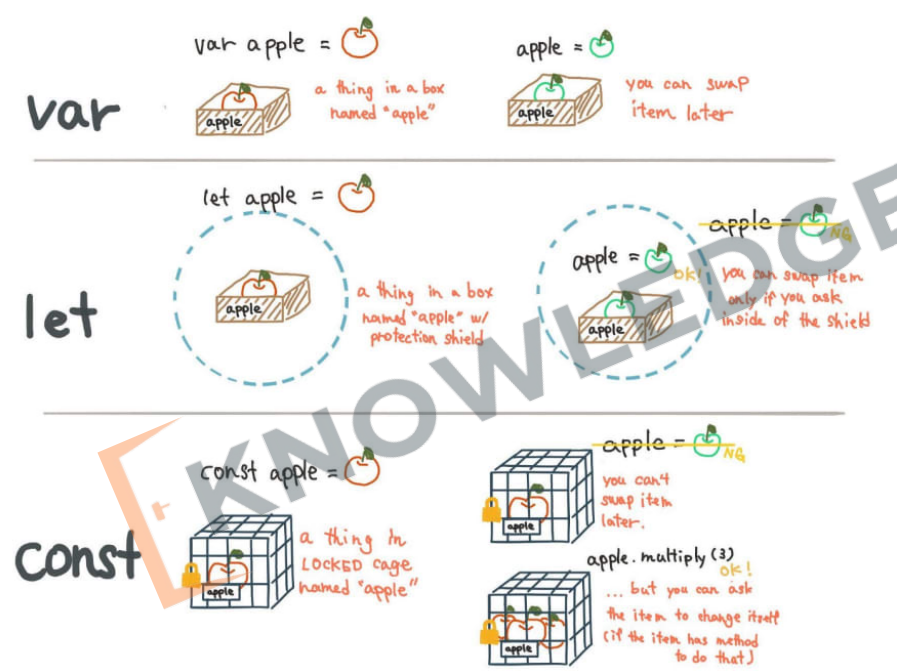 var
var apple =
apple
a thing in a box
named "apple"
apple =
apple
you can swap
item later
let
let apple =
apple
a thing in a box
named "apple" w/
protection shield
apple =
OK!
apple
apple =
NG
you can swap item
only if you ask
inside of the shield
KNOWLEDGE
const
const apple =
apple
a thing in
LOCKED cage
named "apple"
apple =
NG
apple
you can't
swap item
later.
apple.multiply(3)
OK!
apple
... but you can ask
the item to change itself
(if the item has method
to do that)